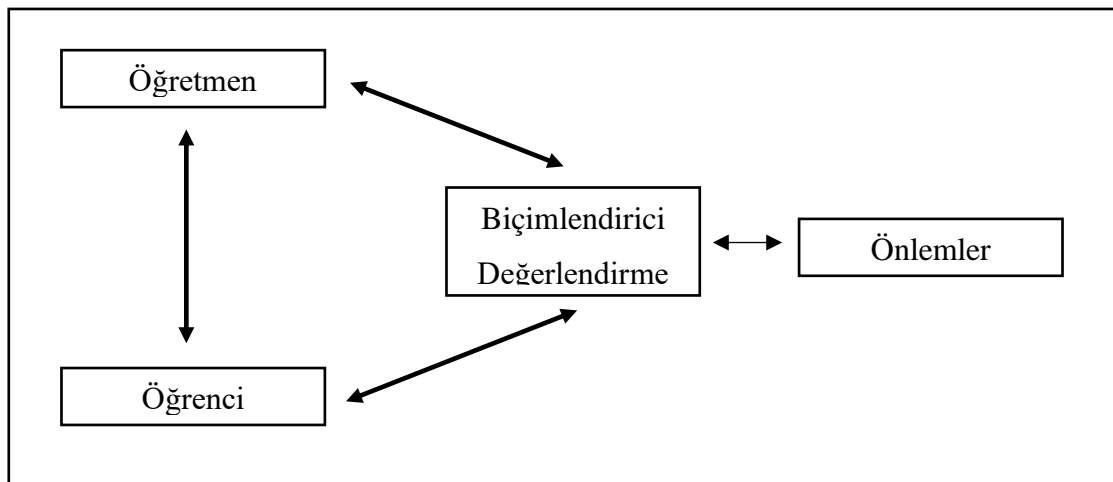 Öğretmen
Biçimlendirici
Değerlendirme
Önlemler
Öğrenci